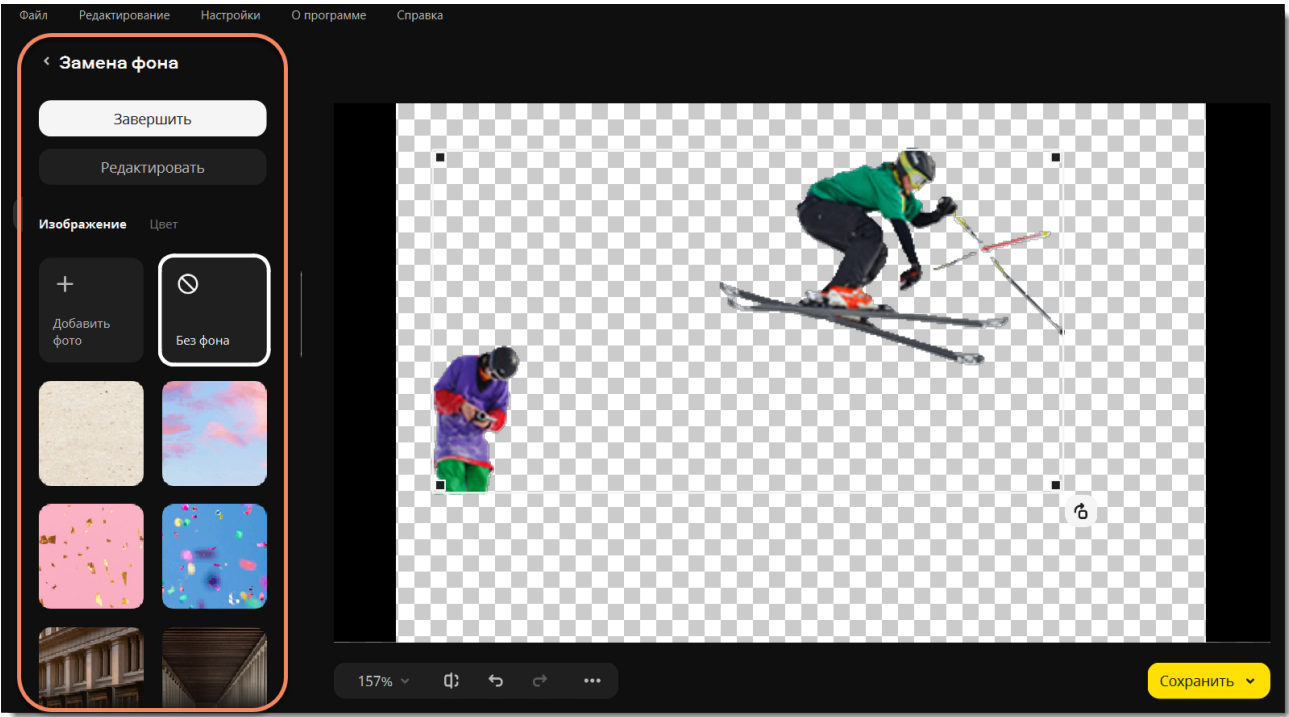 Файл Редактирование Настройки О программе Справка
Замена фона
Завершить
Редактировать
Изображение Цвет
Добавить
фото
Без фона
157%
Сохранить